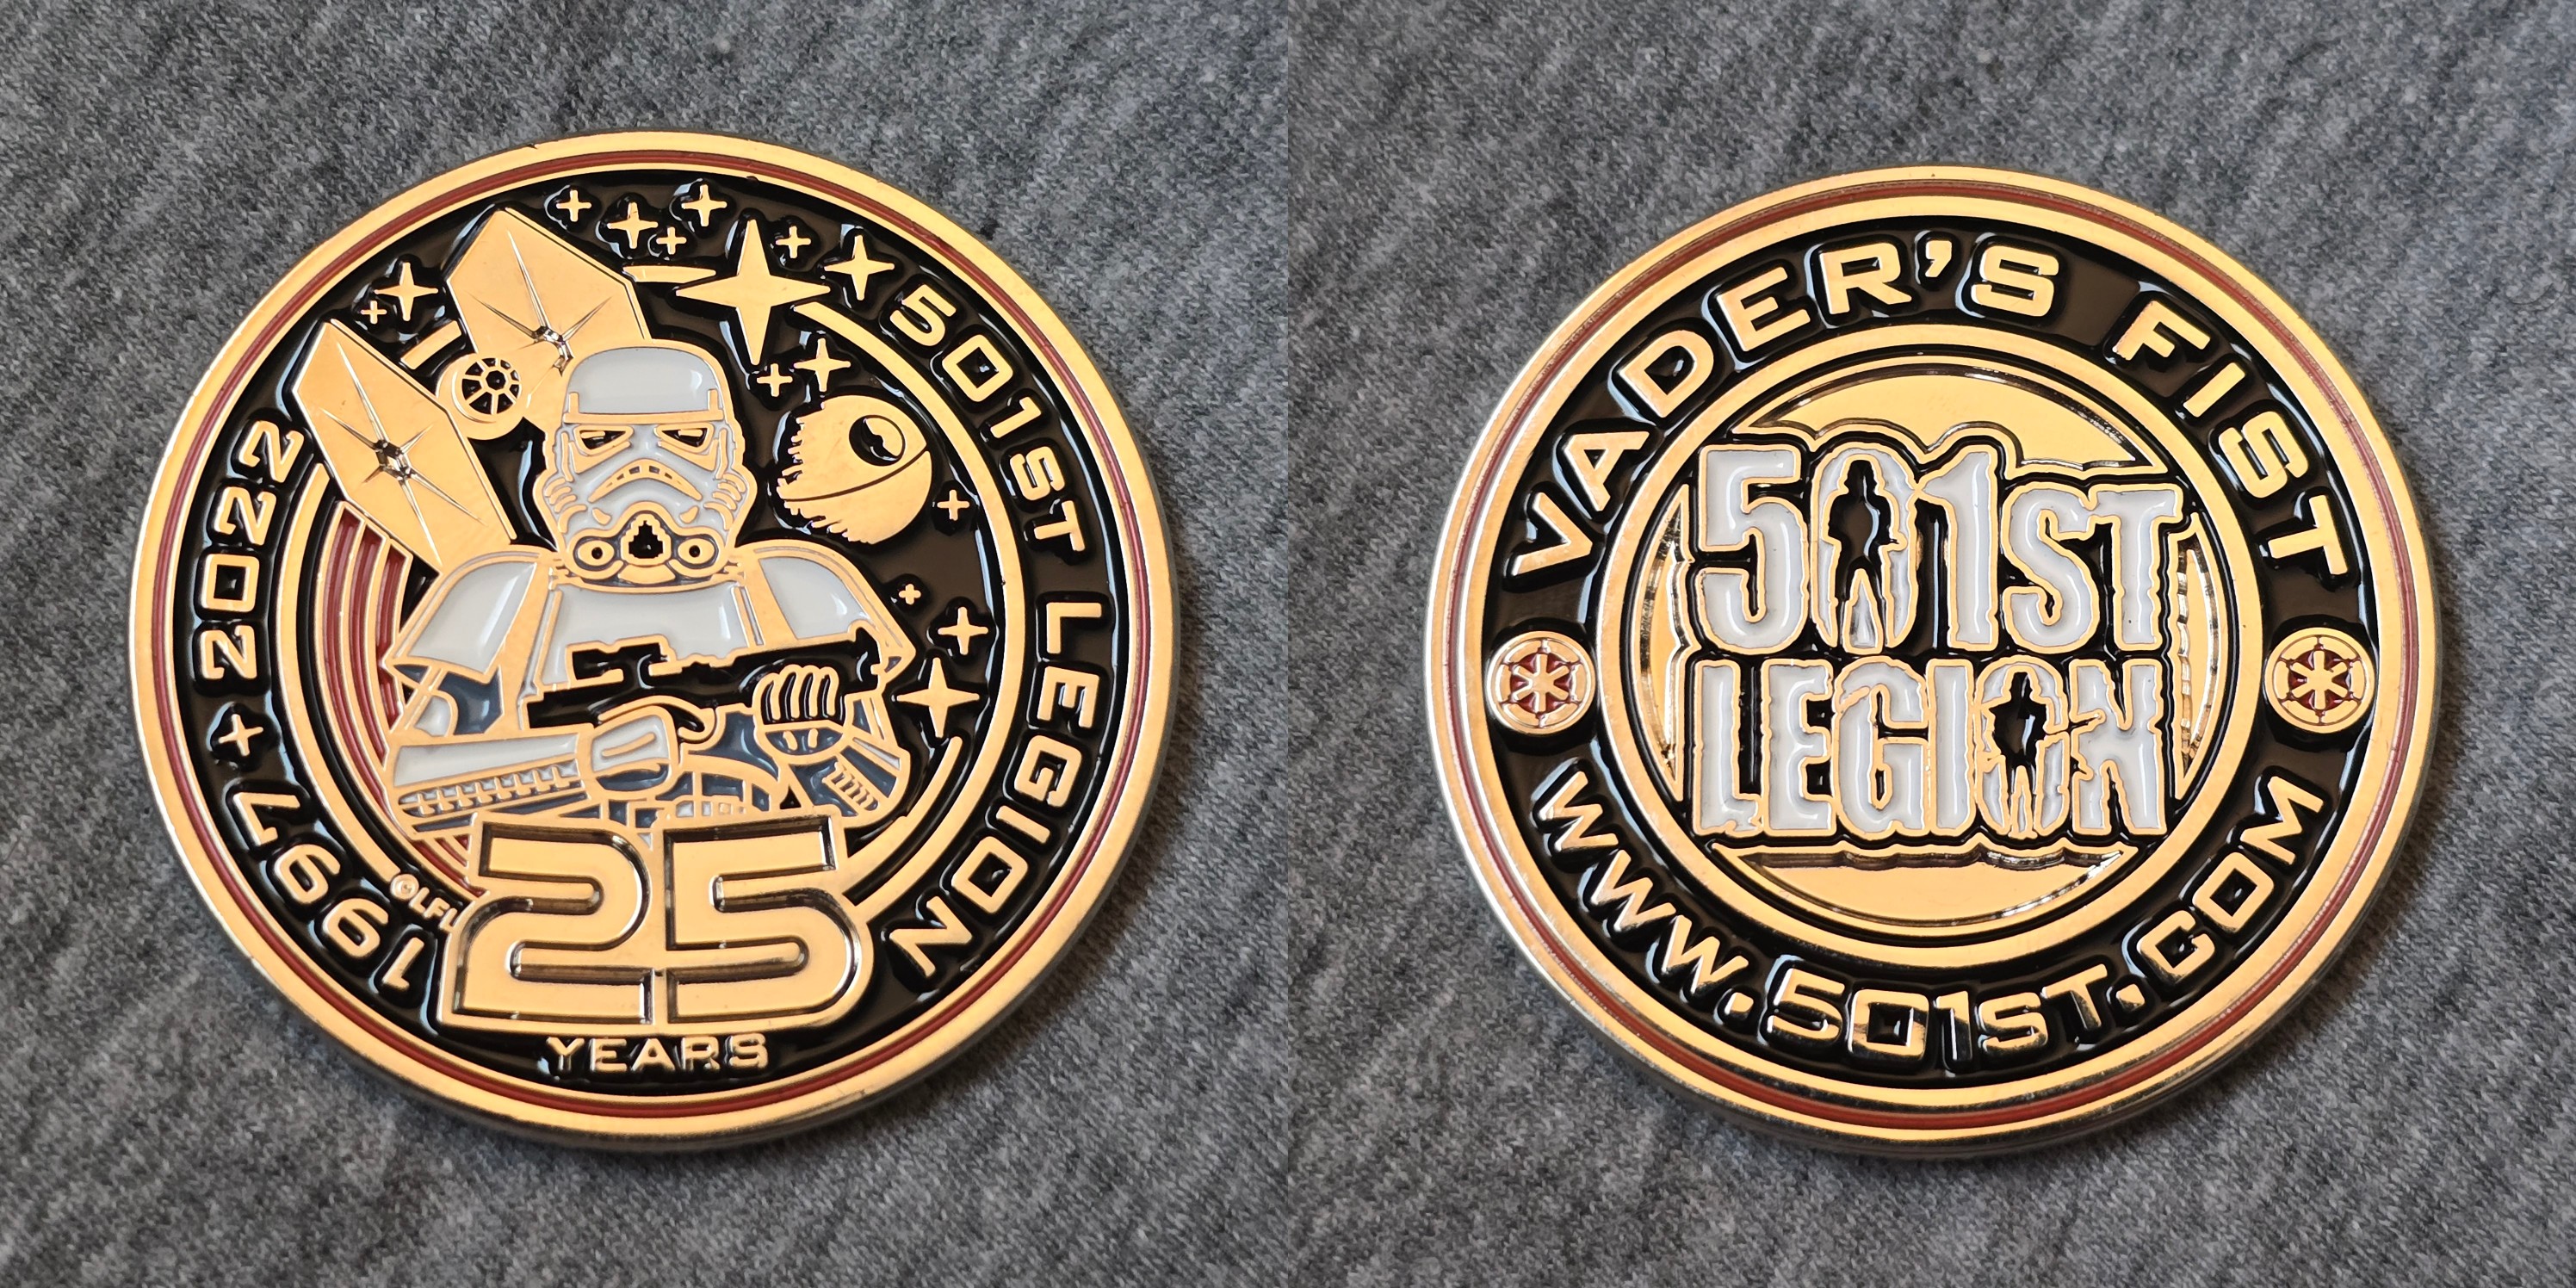 1997 ✦ 2022
501ST LEGION
©LFL
25
YEARS
VADER'S FIST
501ST
LEGION
WWW.501ST.COM